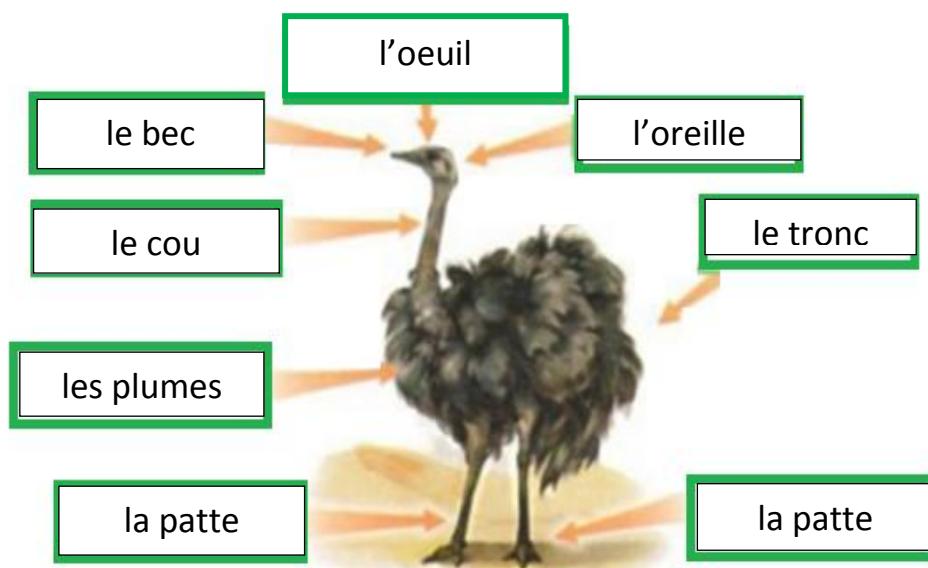 l’oeuil
le bec
l’oreille
le cou
le tronc
les plumes
la patte
la patte